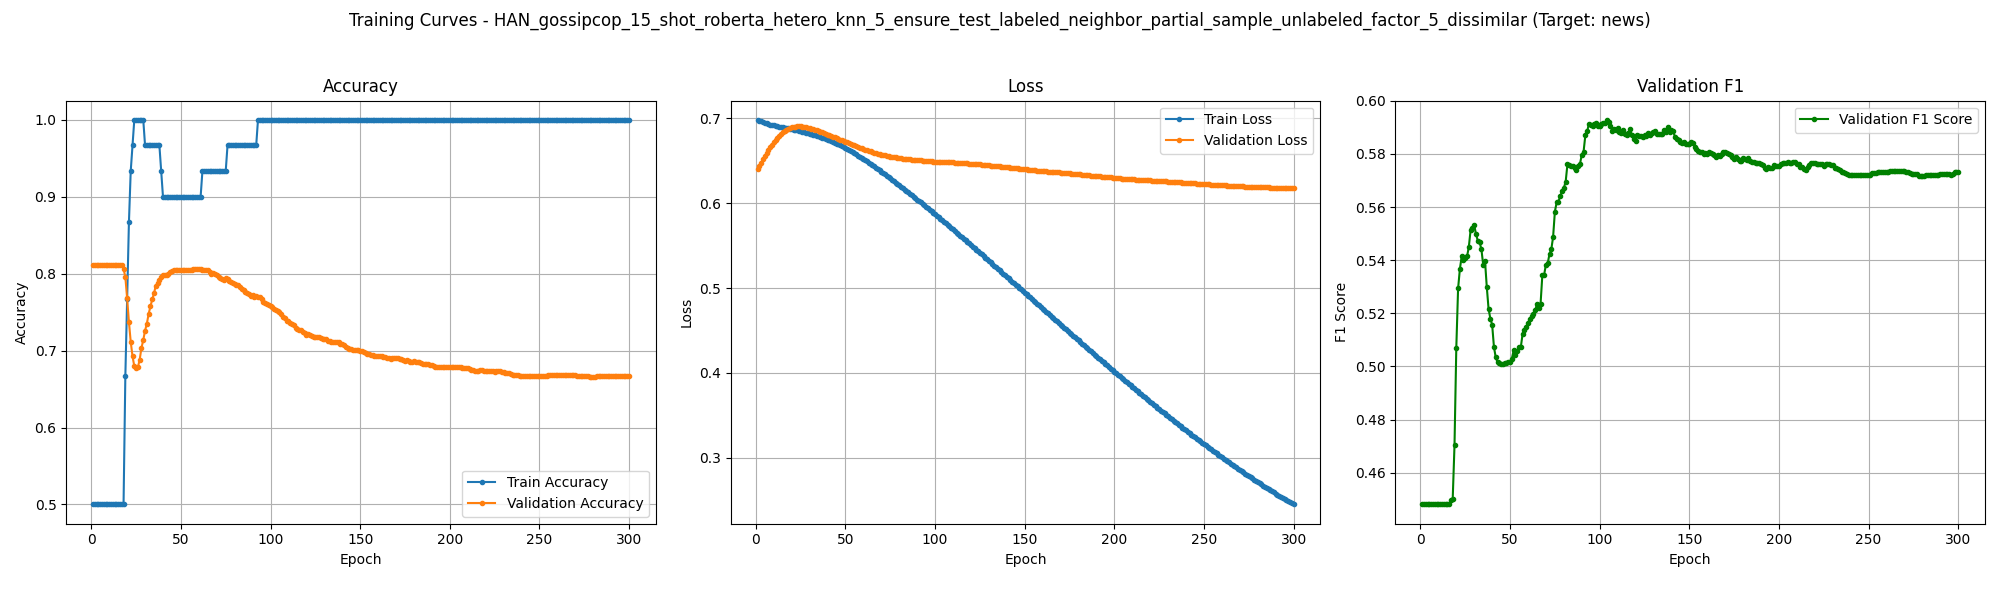 Training Curves - HAN_gossipcop_15_shot_roberta_hetero_knn_5_ensure_test_labeled_neighbor_partial_sample_unlabeled_factor_5_dissimilar (Target: news)
Accuracy
1.0
0.9
0.8
0.7
0.6
0.5
Accuracy
0
50
100
150
200
250
300
Epoch
Train Accuracy
Validation Accuracy
Loss
0.7
0.6
0.5
0.4
0.3
Loss
0
50
100
150
200
250
300
Epoch
Train Loss
Validation Loss
Validation F1
0.60
0.58
0.56
0.54
0.52
0.50
0.48
0.46
F1 Score
0
50
100
150
200
250
300
Epoch
Validation F1 Score